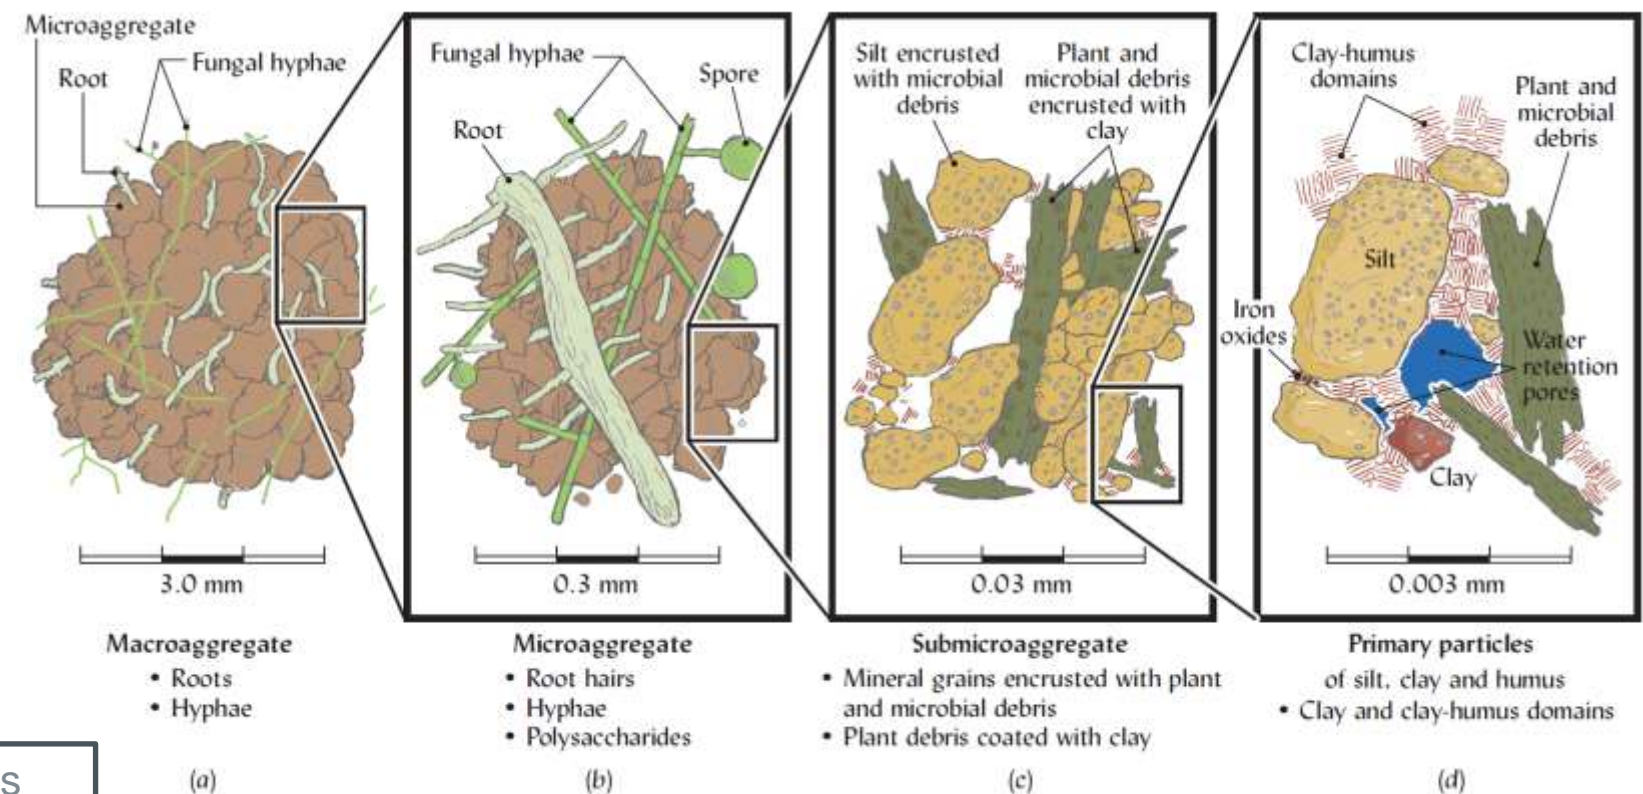 Microaggregate
Root
Fungal hyphae
Fungal hyphae
Spore
Root
Silt encrusted
with microbial
debris
Plant and
microbial debris
encrusted with
clay
Clay-humus
domains
Plant and
microbial
debris
Silt
Iron
oxides
Water
retention
pores
Clay
3.0 mm
0.3 mm
0.03 mm
0.003 mm
Macroaggregate
• Roots
• Hyphae
(a)
Microaggregate
• Root hairs
• Hyphae
• Polysaccharides
(b)
Submicroaggregate
• Mineral grains encrusted with plant
and microbial debris
• Plant debris coated with clay
(c)
Primary particles
of silt, clay and humus
• Clay and clay-humus domains
(d)